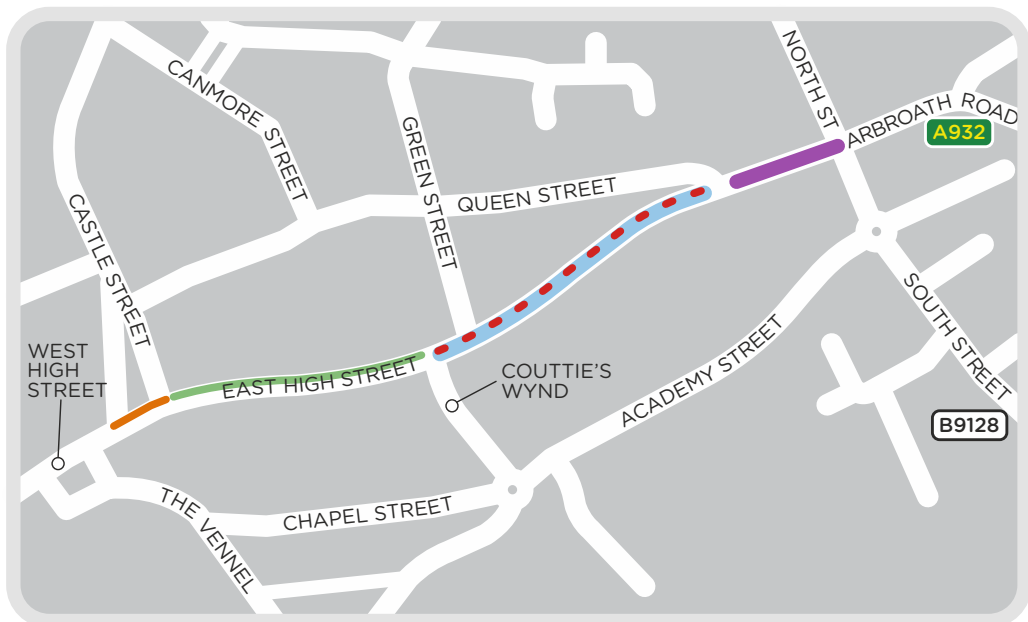 NORTH ST
ARBROATH ROAD
A932
CANMORE STREET
GREEN STREET
QUEEN STREET
CASTLE STREET
SOUTH STREET
WEST
HIGH
STREET
EAST HIGH STREET
COUTTIE'S
WYND
ACADEMY STREET
B9128
THE VENNEL
CHAPEL STREET